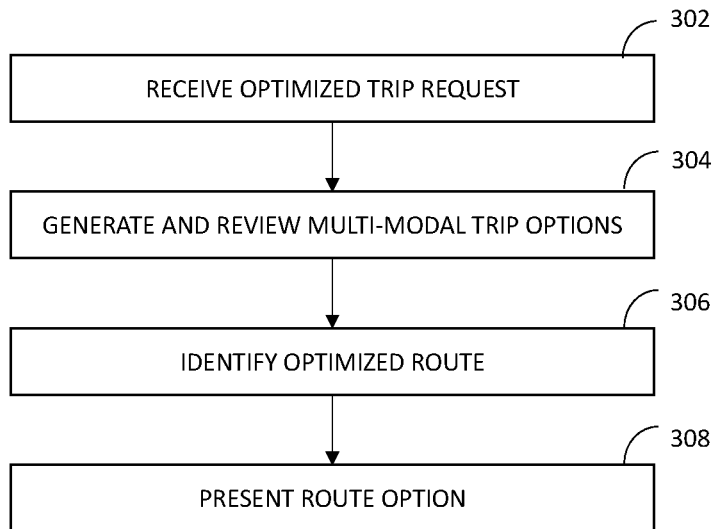 302
RECEIVE OPTIMIZED TRIP REQUEST
304
GENERATE AND REVIEW MULTI-MODAL TRIP OPTIONS
306
IDENTIFY OPTIMIZED ROUTE
308
PRESENT ROUTE OPTION